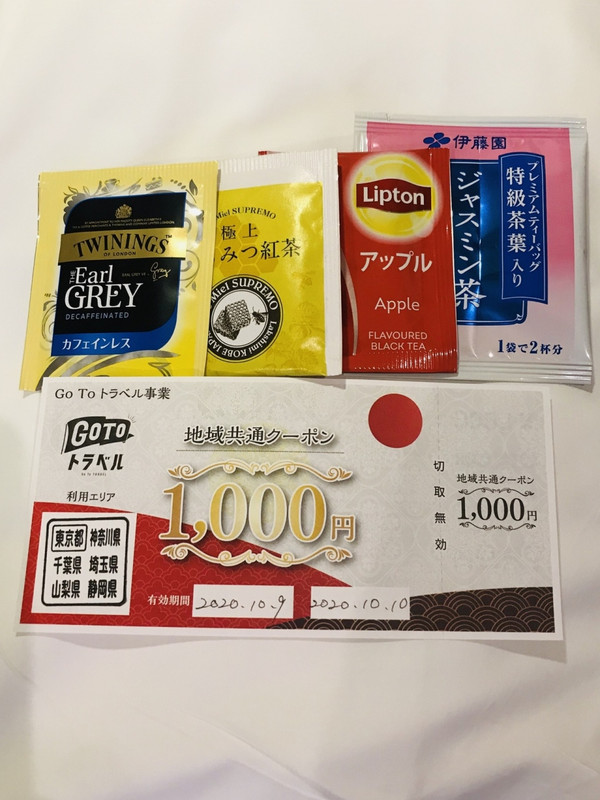 TWININGS
OF LONDON
THE
Earl
GREY
DECAFFEINATED
カフェインレス
Miel SUPREMO
極上
みつ紅茶
Miel SUPREMO
Lakshimi KOBE JAP
Lipton
アップル
Apple
FLAVOURED
BLACK TEA
伊藤園
プレミアムティーバッグ
特級茶葉入り
ジャスミン茶
1袋で2杯分
Go To トラベル事業
GOTO
トラベル
地域共通クーポン
1,000円
利用エリア
東京都 神奈川県
千葉県 埼玉県
山梨県 静岡県
有効期間 2020.10.9 2020.10.10
切取無効
地域共通クーポン
1,000円